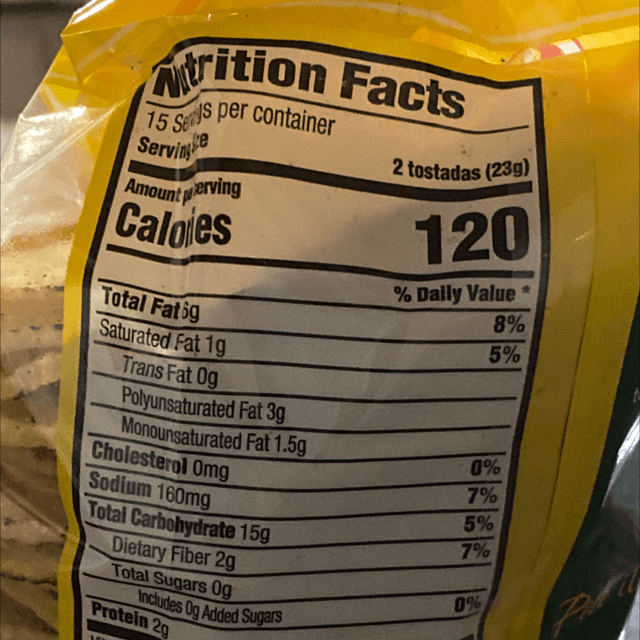 Nutrition Facts
15 Servings per container
Serving Size 2 tostadas (23g)
Amount per serving
Calories 120
% Daily Value *
Total Fat 6g 8%
Saturated Fat 1g 5%
Trans Fat 0g
Polyunsaturated Fat 3g
Monounsaturated Fat 1.5g
Cholesterol 0mg 0%
Sodium 160mg 7%
Total Carbohydrate 15g 5%
Dietary Fiber 2g 7%
Total Sugars 0g
Includes 0g Added Sugars 0%
Protein 2g